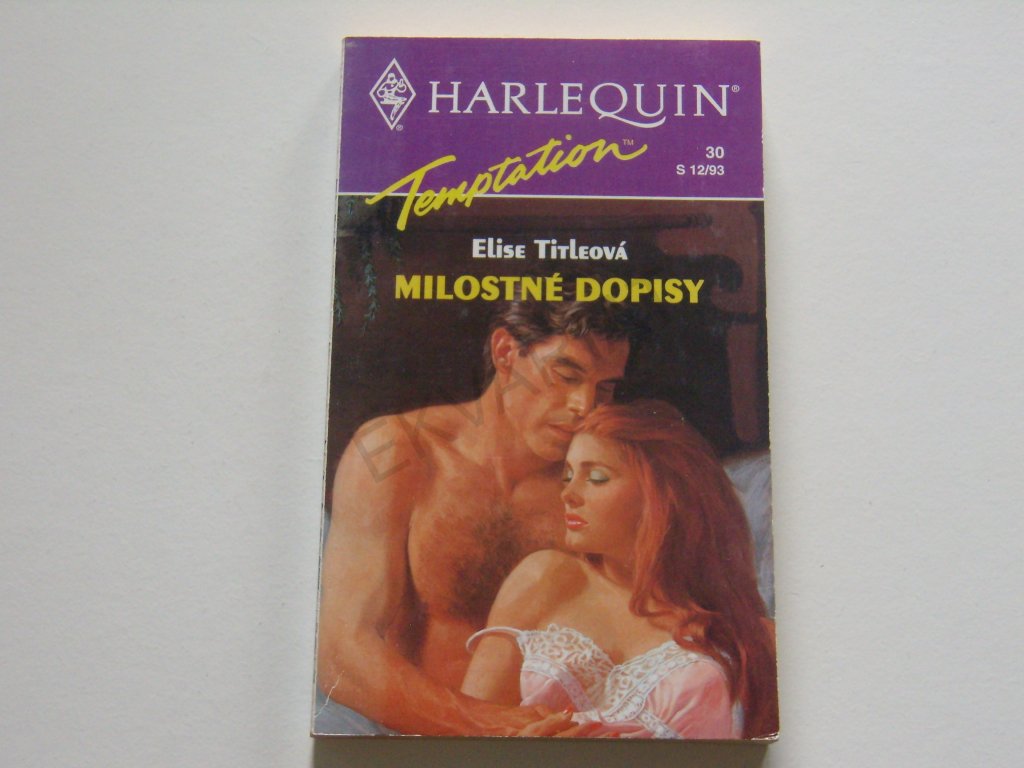 HARLEQUIN®
Temptation™
30
S 12/93
Elise Titleová
MILOSTNÉ DOPISY